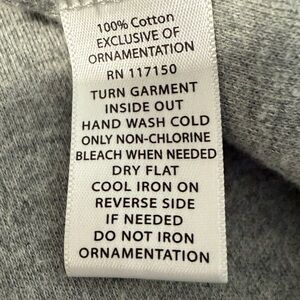 100% Cotton
EXCLUSIVE OF
ORNAMENTATION
RN 117150
TURN GARMENT
INSIDE OUT
HAND WASH COLD
ONLY NON-CHLORINE
BLEACH WHEN NEEDED
DRY FLAT
COOL IRON ON
REVERSE SIDE
IF NEEDED
DO NOT IRON
ORNAMENTATION